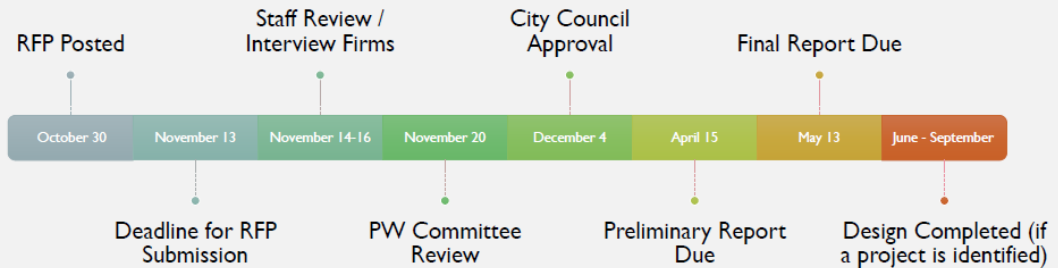 Staff Review /
Interview Firms
City Council
Approval
RFP Posted
Final Report Due
October 30
November 13
November 14-16
November 20
December 4
April 15
May 13
June - September
Deadline for RFP
Submission
PW Committee
Review
Preliminary Report
Due
Design Completed (if
a project is identified)